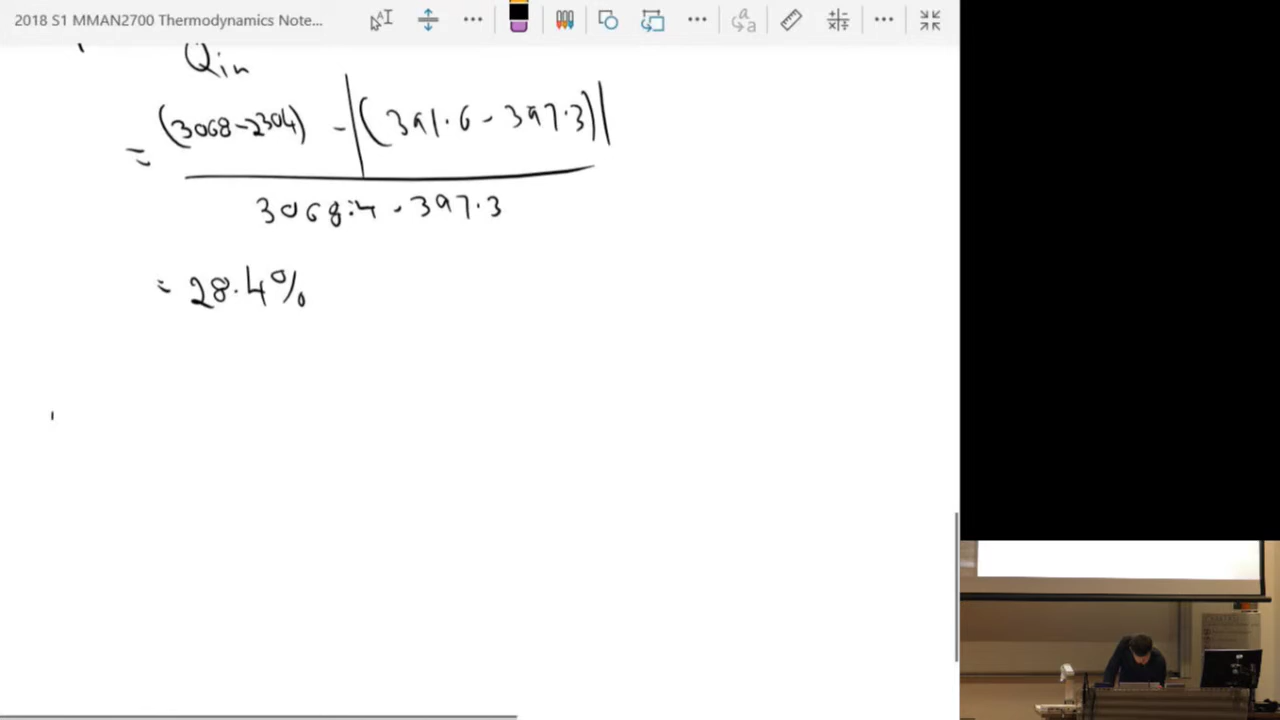 2018 S1 MMAN2700 Thermodynamics Note...
Qin
= (3068-2304) - |(391.6 - 397.3)|
3068.4 - 397.3
= 28.4%